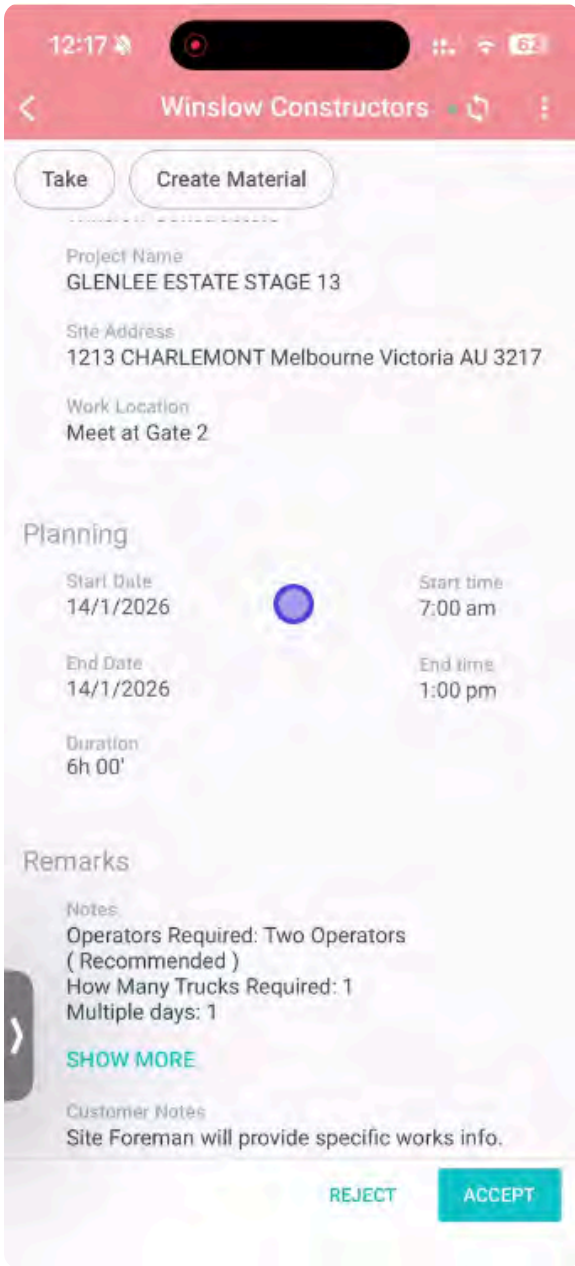 12:17
62
Winslow Constructors
Take
Create Material
Project Name
GLENLEE ESTATE STAGE 13
Site Address
1213 CHARLEMONT Melbourne Victoria AU 3217
Work Location
Meet at Gate 2
Planning
Start Date
14/1/2026
Start time
7:00 am
End Date
14/1/2026
End time
1:00 pm
Duration
6h 00'
Remarks
Notes
Operators Required: Two Operators
( Recommended )
How Many Trucks Required: 1
Multiple days: 1
SHOW MORE
Customer Notes
Site Foreman will provide specific works info.
REJECT
ACCEPT